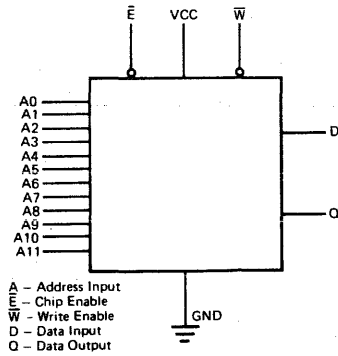 E̅ VCC W̅
A0
A1
A2
A3
A4
A5
A6
A7
A8
A9
A10
A11
D
Q
GND
A – Address Input
E̅ – Chip Enable
W̅ – Write Enable
D – Data Input
Q – Data Output